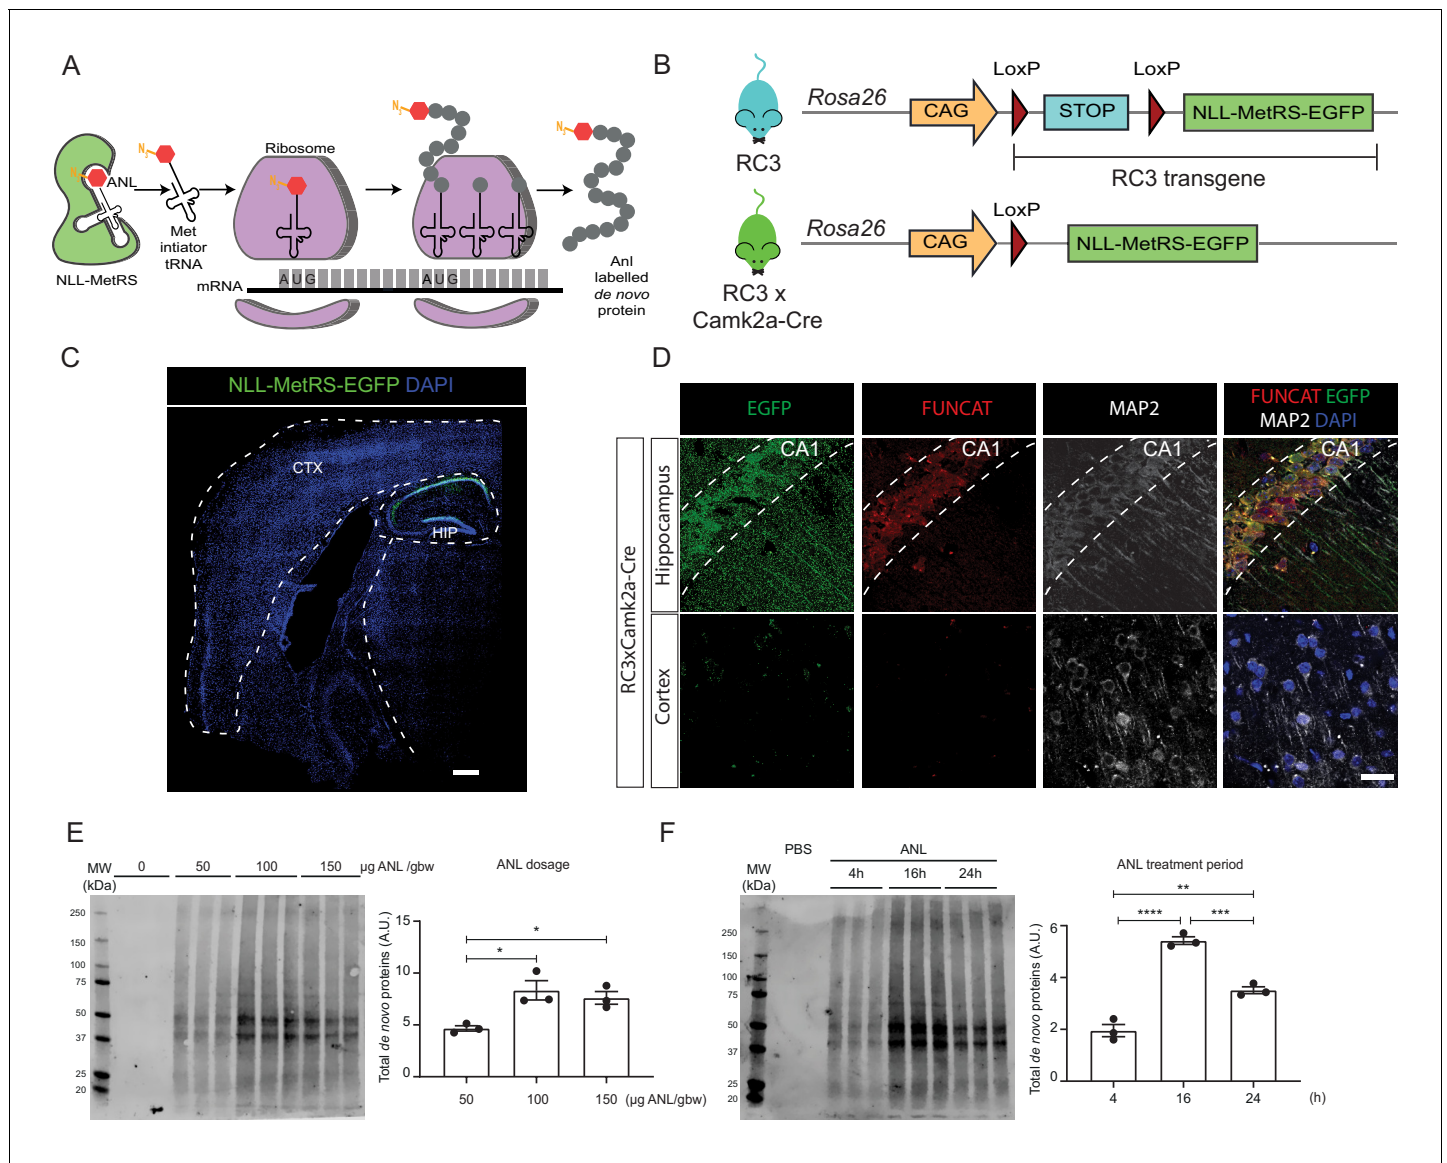 A
N3
N3
N3
N3
N3
ANL
Met
intiator
tRNA
NLL-MetRS
Ribosome
mRNA
A U G
A U G
Anl
labelled
de novo
protein
B
RC3
Rosa26
CAG
LoxP
STOP
LoxP
NLL-MetRS-EGFP
RC3 transgene
RC3 x
Camk2a-Cre
Rosa26
CAG
LoxP
NLL-MetRS-EGFP
C
NLL-MetRS-EGFP DAPI
CTX
HIP
D
EGFP
FUNCAT
MAP2
FUNCAT EGFP
MAP2 DAPI
RC3xCamk2a-Cre
Hippocampus
CA1
CA1
CA1
CA1
Cortex
E
MW
(kDa)
0
50
100
150
µg ANL /gbw
250
150
100
75
50
37
25
20
ANL dosage
Total de novo proteins (A.U.)
15
10
5
0
*
*
50
100
150
(µg ANL/gbw)
F
PBS
ANL
MW
(kDa)
4h
16h
24h
250
150
100
75
50
37
25
20
ANL treatment period
Total de novo proteins (A.U.)
6
4
2
0
**
****
***
4
16
24
(h)